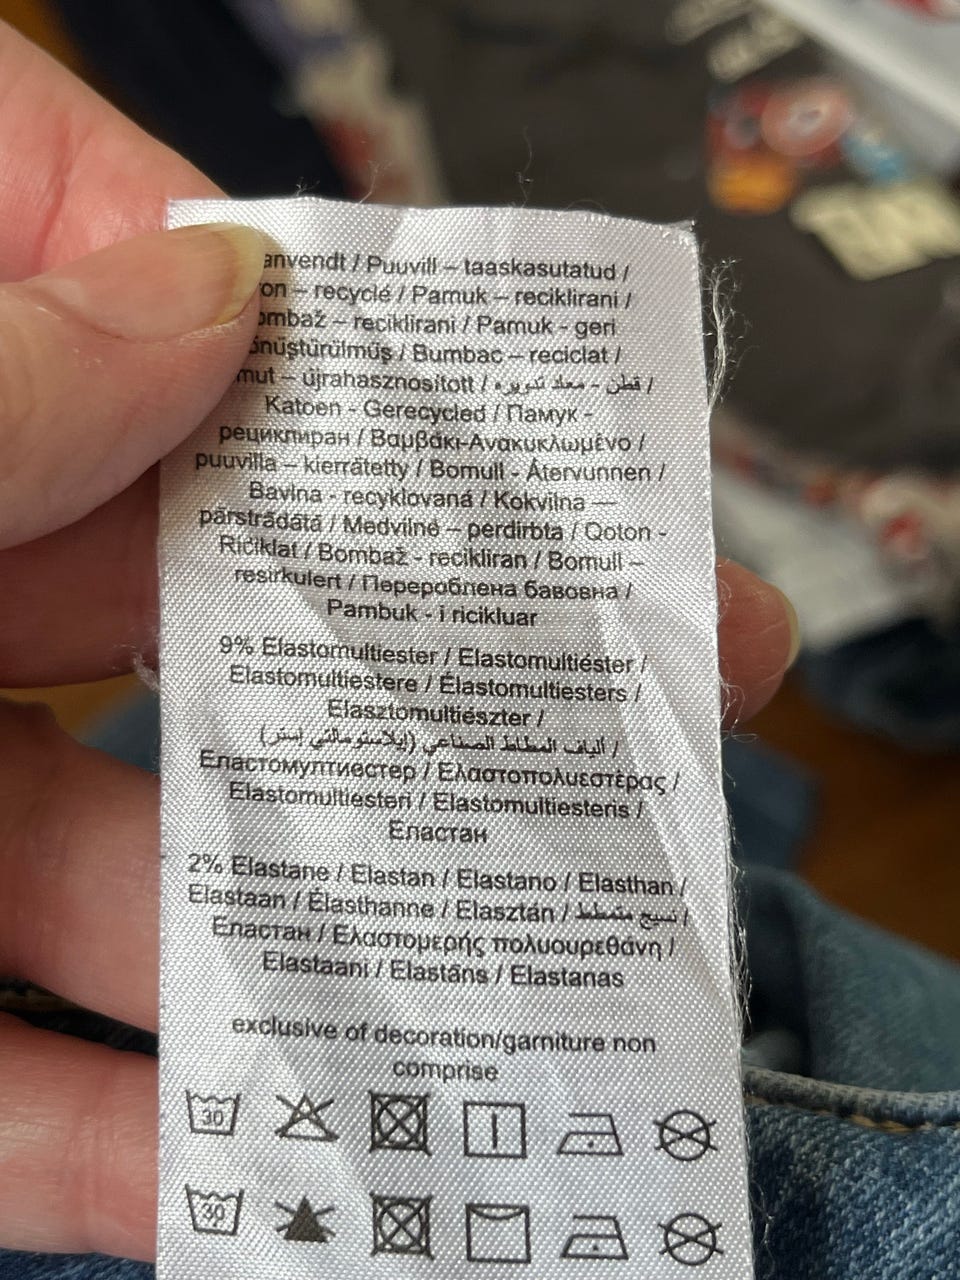 anvendt / Puuvill – taaskasutatud /
on – recyclé / Pamuk – reciklirani /
ombaž – reciklirani / Pamuk - geri
önüştürülmüş / Bumbac – reciclat /
mut – újrahasznosított / قطن - معاد تدويره /
Katoen - Gerecycled / Памук -
рециклиран / Βαμβάκι-Ανακυκλωμένο /
puuvilla – kierrätetty / Bomull - Återvunnen /
Bavlna - recyklovaná / Kokvilna —
pārstrādātā / Medvilnė – perdirbta / Qoton -
Riċiklat / Bombaž - recikliran / Bomull –
resirkulert / Перероблена бавовна /
Pambuk - i ricikluar
9% Elastomultiester / Elastomultiéster /
Elastomultiestere / Élastomultiesters /
Elasztomultiészter /
ألياف المطاط الصناعي (إيلاستومالتي إستر) /
Еластомултиестер / Ελαστοπολυεστέρας /
Elastomultiesteri / Elastomultiesteris /
Еластан
2% Elastane / Elastan / Elastano / Elasthan /
Elastaan / Élasthanne / Elasztán / نسيج متمطط /
Еластан / Ελαστομερής πολυουρεθάνη /
Elastaani / Elastāns / Elastanas
exclusive of decoration/garniture non
comprise
30
30